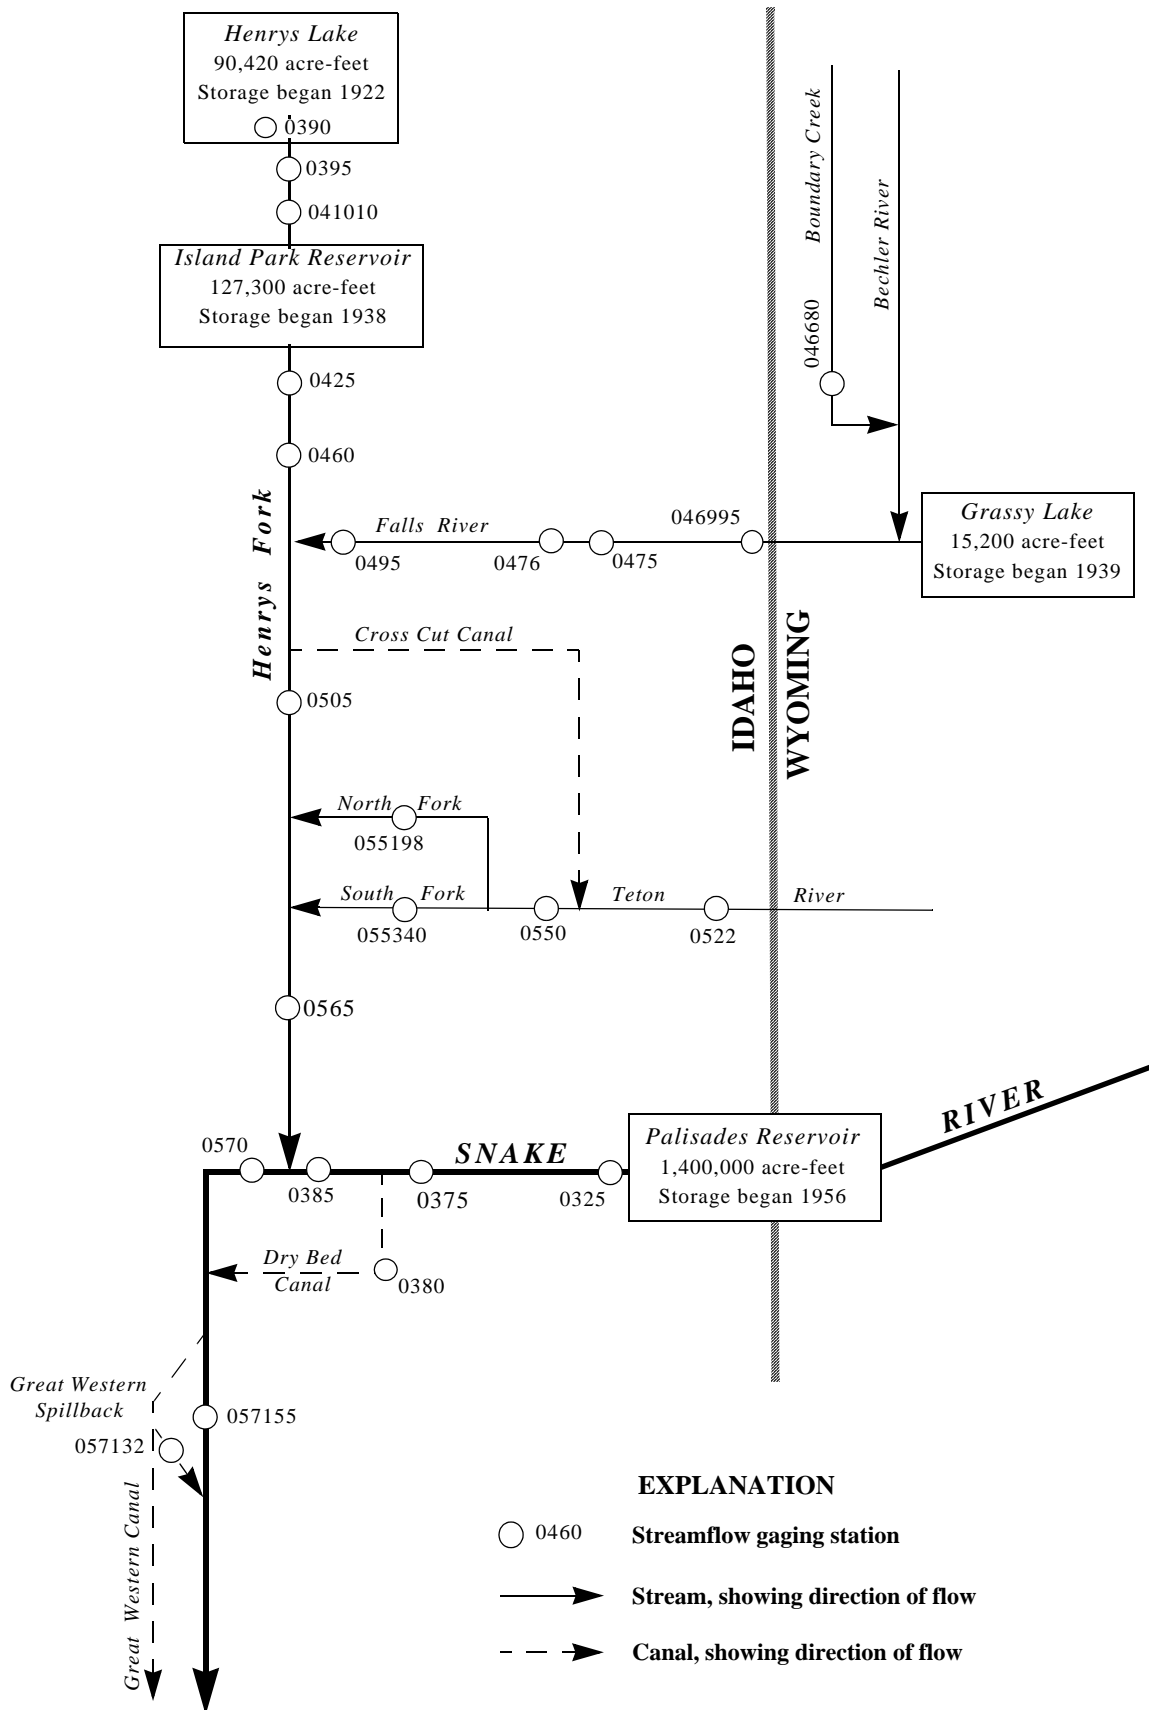 Henrys Lake
90,420 acre-feet
Storage began 1922
0390
0395
041010
Island Park Reservoir
127,300 acre-feet
Storage began 1938
0425
0460
Boundary Creek
Bechler River
046680
Henrys Fork
Falls River
046995
0495
0476
0475
Grassy Lake
15,200 acre-feet
Storage began 1939
Cross Cut Canal
0505
IDAHO
WYOMING
North Fork
055198
South Fork
Teton
River
055340
0550
0522
0565
RIVER
Palisades Reservoir
1,400,000 acre-feet
Storage began 1956
0570
SNAKE
0385
0375
0325
Dry Bed
Canal
0380
Great Western
Spillback
057155
057132
Great Western Canal
EXPLANATION
0460
Streamflow gaging station
Stream, showing direction of flow
Canal, showing direction of flow